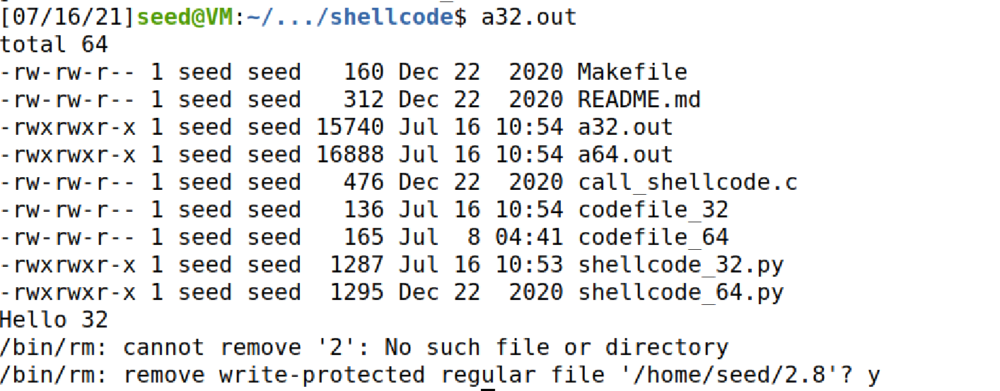 [07/16/21]seed@VM:~/.../shellcode$ a32.out
total 64
-rw-rw-r-- 1 seed seed   160 Dec 22  2020 Makefile
-rw-rw-r-- 1 seed seed   312 Dec 22  2020 README.md
-rwxrwxr-x 1 seed seed 15740 Jul 16 10:54 a32.out
-rwxrwxr-x 1 seed seed 16888 Jul 16 10:54 a64.out
-rw-rw-r-- 1 seed seed   476 Dec 22  2020 call_shellcode.c
-rw-rw-r-- 1 seed seed   136 Jul 16 10:54 codefile_32
-rw-rw-r-- 1 seed seed   165 Jul  8 04:41 codefile_64
-rwxrwxr-x 1 seed seed  1287 Jul 16 10:53 shellcode_32.py
-rwxrwxr-x 1 seed seed  1295 Dec 22  2020 shellcode_64.py
Hello 32
/bin/rm: cannot remove '2': No such file or directory
/bin/rm: remove write-protected regular file '/home/seed/2.8'? y